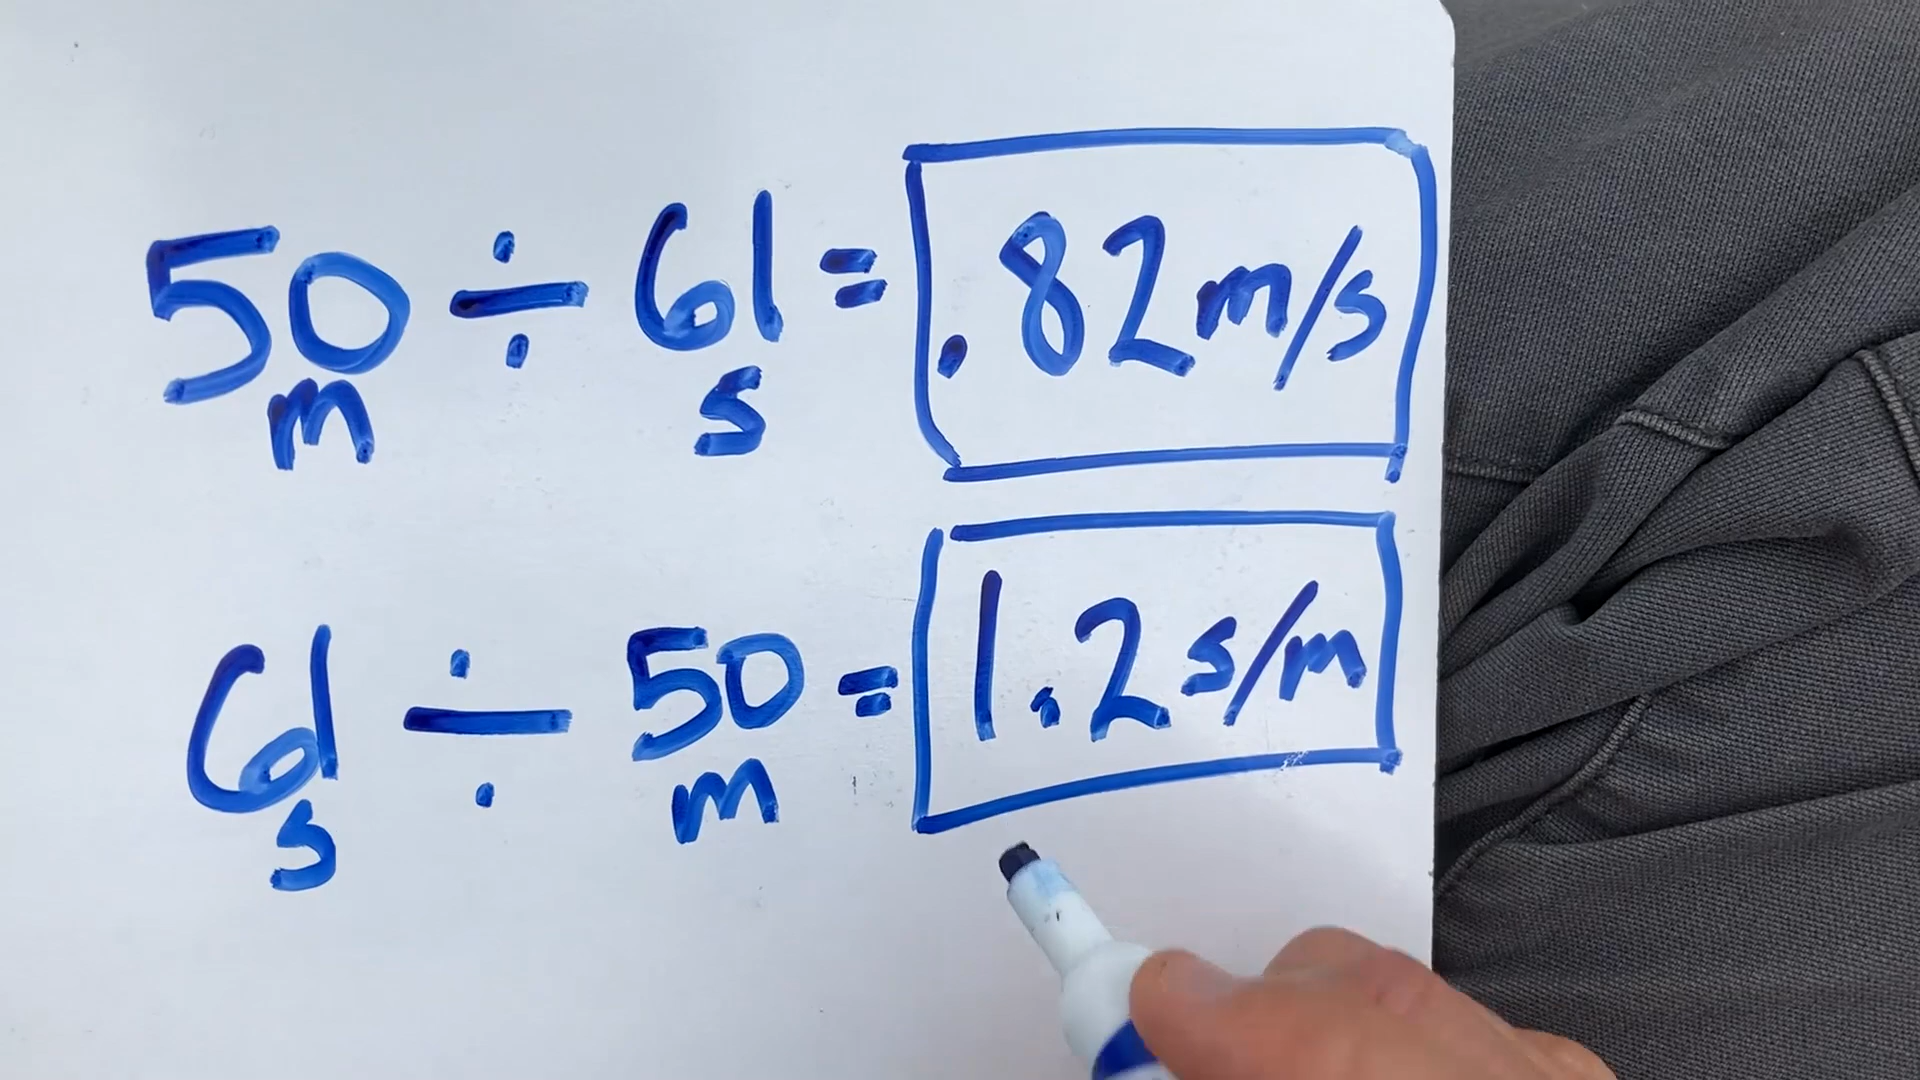 50 ÷ 61 = .82 m/s
m s
61 ÷ 50 = 1.2 s/m
s m